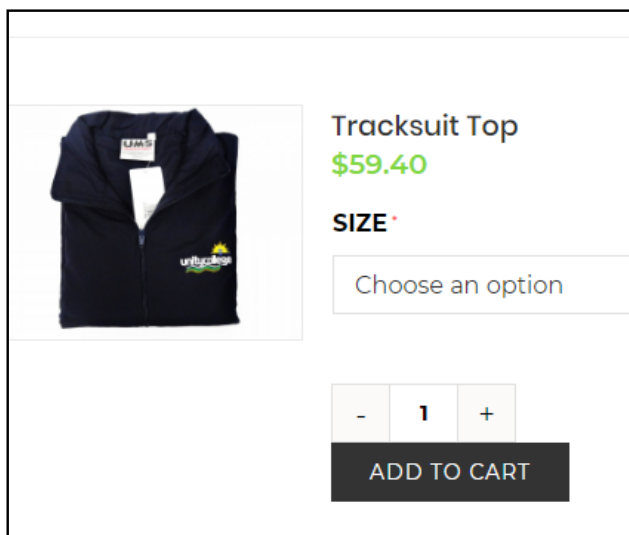 Tracksuit Top
$59.40
SIZE *
Choose an option
- 1 +
ADD TO CART
UMS
unitycollege